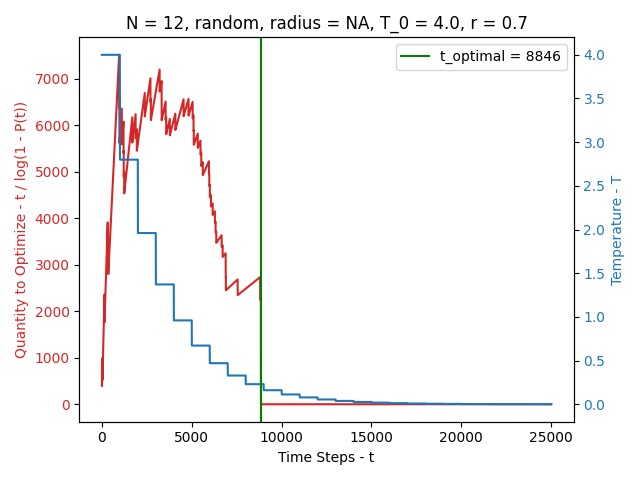 N = 12, random, radius = NA, T_0 = 4.0, r = 0.7
t_optimal = 8846
Quantity to Optimize - t / log(1 - P(t))
7000
6000
5000
4000
3000
2000
1000
0
4.0
3.5
3.0
2.5
2.0
1.5
1.0
0.5
0.0
Temperature - T
0 5000 10000 15000 20000 25000
Time Steps - t